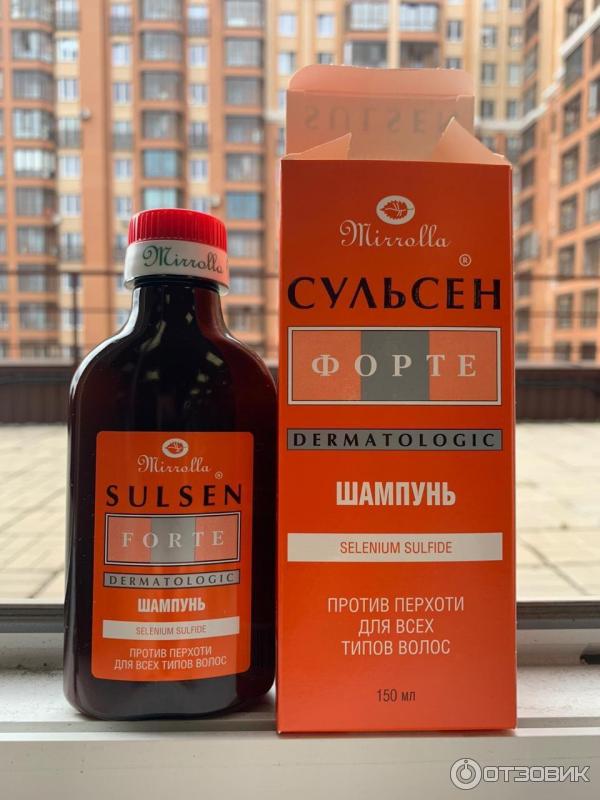 Mirrolla
Mirrolla
®
SULSEN
FORTE
DERMATOLOGIC
ШАМПУНЬ
SELENIUM SULFIDE
ПРОТИВ ПЕРХОТИ
ДЛЯ ВСЕХ ТИПОВ ВОЛОС
SULSEN
Mirrolla
®
СУЛЬСЕН
ФОРТЕ
DERMATOLOGIC
ШАМПУНЬ
SELENIUM SULFIDE
ПРОТИВ ПЕРХОТИ
ДЛЯ ВСЕХ
ТИПОВ ВОЛОС
150 мл
ОТЗОВИК